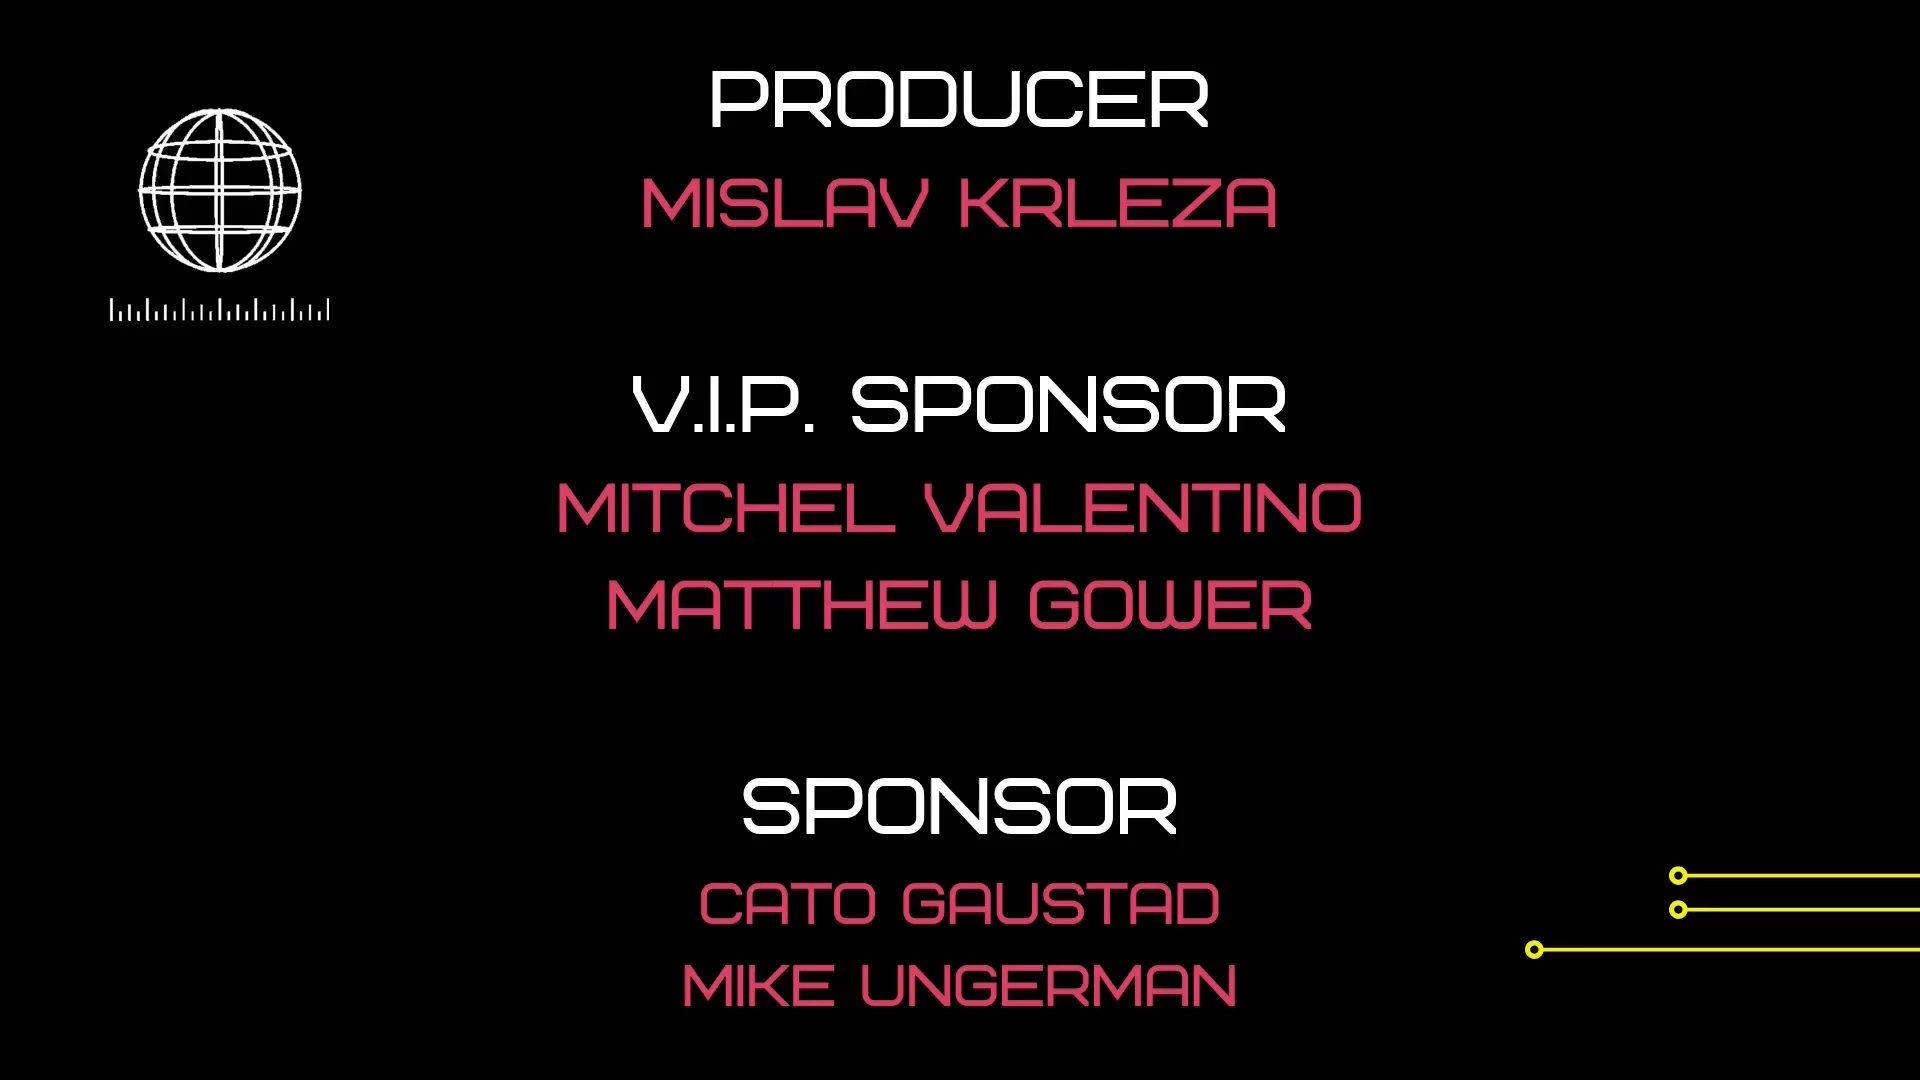 PRODUCER
MISLAV KRLEZA
V.I.P. SPONSOR
MITCHEL VALENTINO
MATTHEW GOWER
SPONSOR
CATO GAUSTAD
MIKE UNGERMAN